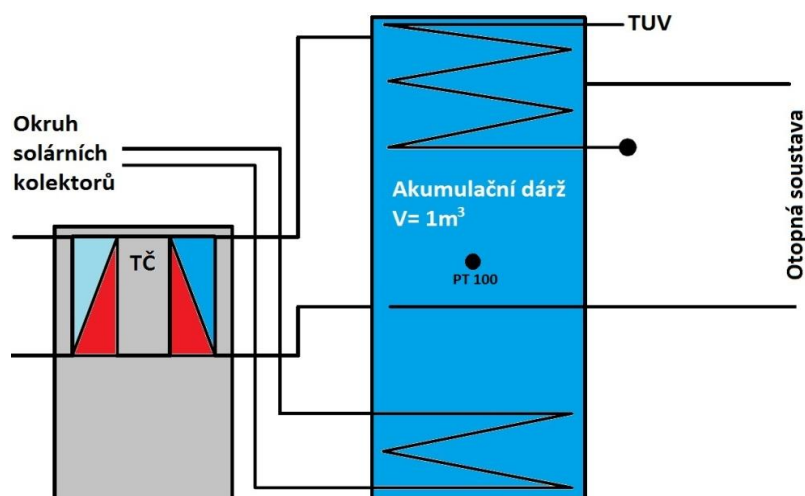 TUV
Okruh
solárních
kolektorů
Akumulační dárž
V= 1m³
TČ
PT 100
Otopná soustava